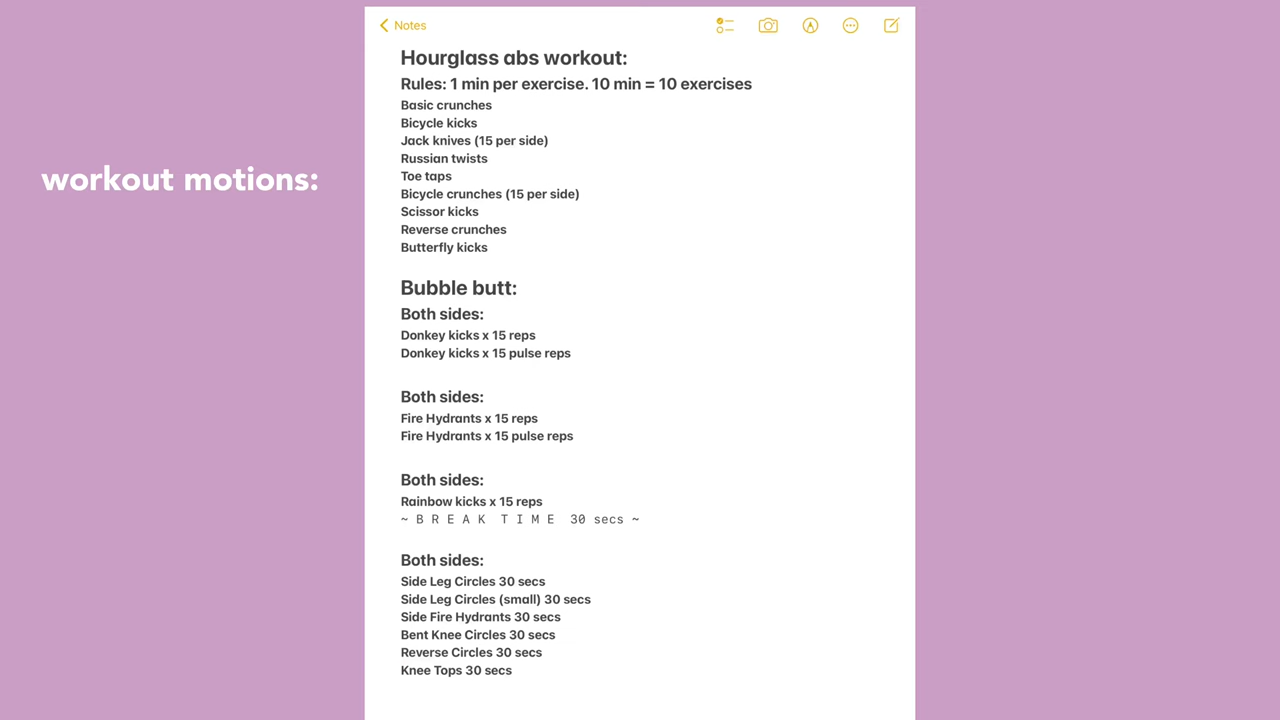 Notes
workout motions:
Hourglass abs workout:
Rules: 1 min per exercise. 10 min = 10 exercises
Basic crunches
Bicycle kicks
Jack knives (15 per side)
Russian twists
Toe taps
Bicycle crunches (15 per side)
Scissor kicks
Reverse crunches
Butterfly kicks
Bubble butt:
Both sides:
Donkey kicks x 15 reps
Donkey kicks x 15 pulse reps
Both sides:
Fire Hydrants x 15 reps
Fire Hydrants x 15 pulse reps
Both sides:
Rainbow kicks x 15 reps
~ B R E A K  T I M E  30 secs ~
Both sides:
Side Leg Circles 30 secs
Side Leg Circles (small) 30 secs
Side Fire Hydrants 30 secs
Bent Knee Circles 30 secs
Reverse Circles 30 secs
Knee Tops 30 secs